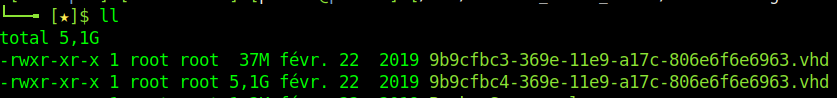 [★]$ ll
total 5,1G
-rwxr-xr-x 1 root root  37M févr. 22  2019 9b9cfbc3-369e-11e9-a17c-806e6f6e6963.vhd
-rwxr-xr-x 1 root root 5,1G févr. 22  2019 9b9cfbc4-369e-11e9-a17c-806e6f6e6963.vhd